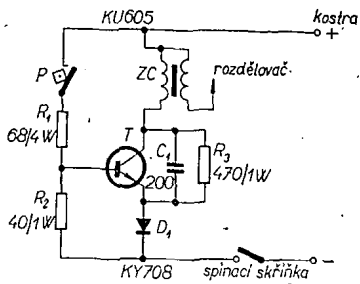 KU605
kostra
+
P
ZC
rozdělovač
R1
68/4W
T
C1
200
R3
470/1W
R2
40/1W
D1
KY708
spínací skříňka
-